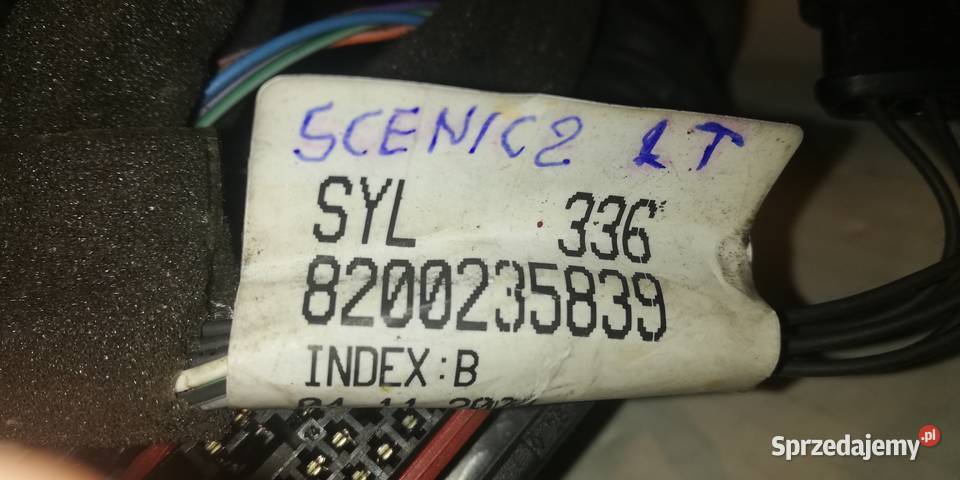 SCENIC2 LT
SYL 336
8200235839
INDEX:B
Sprzedajemy.pl